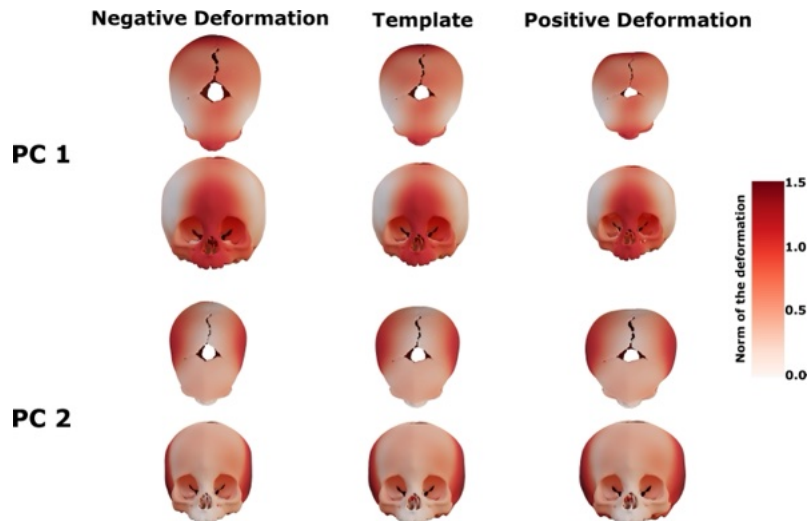 Negative Deformation Template Positive Deformation
PC 1
PC 2
Norm of the deformation
1.5
1.0
0.5
0.0